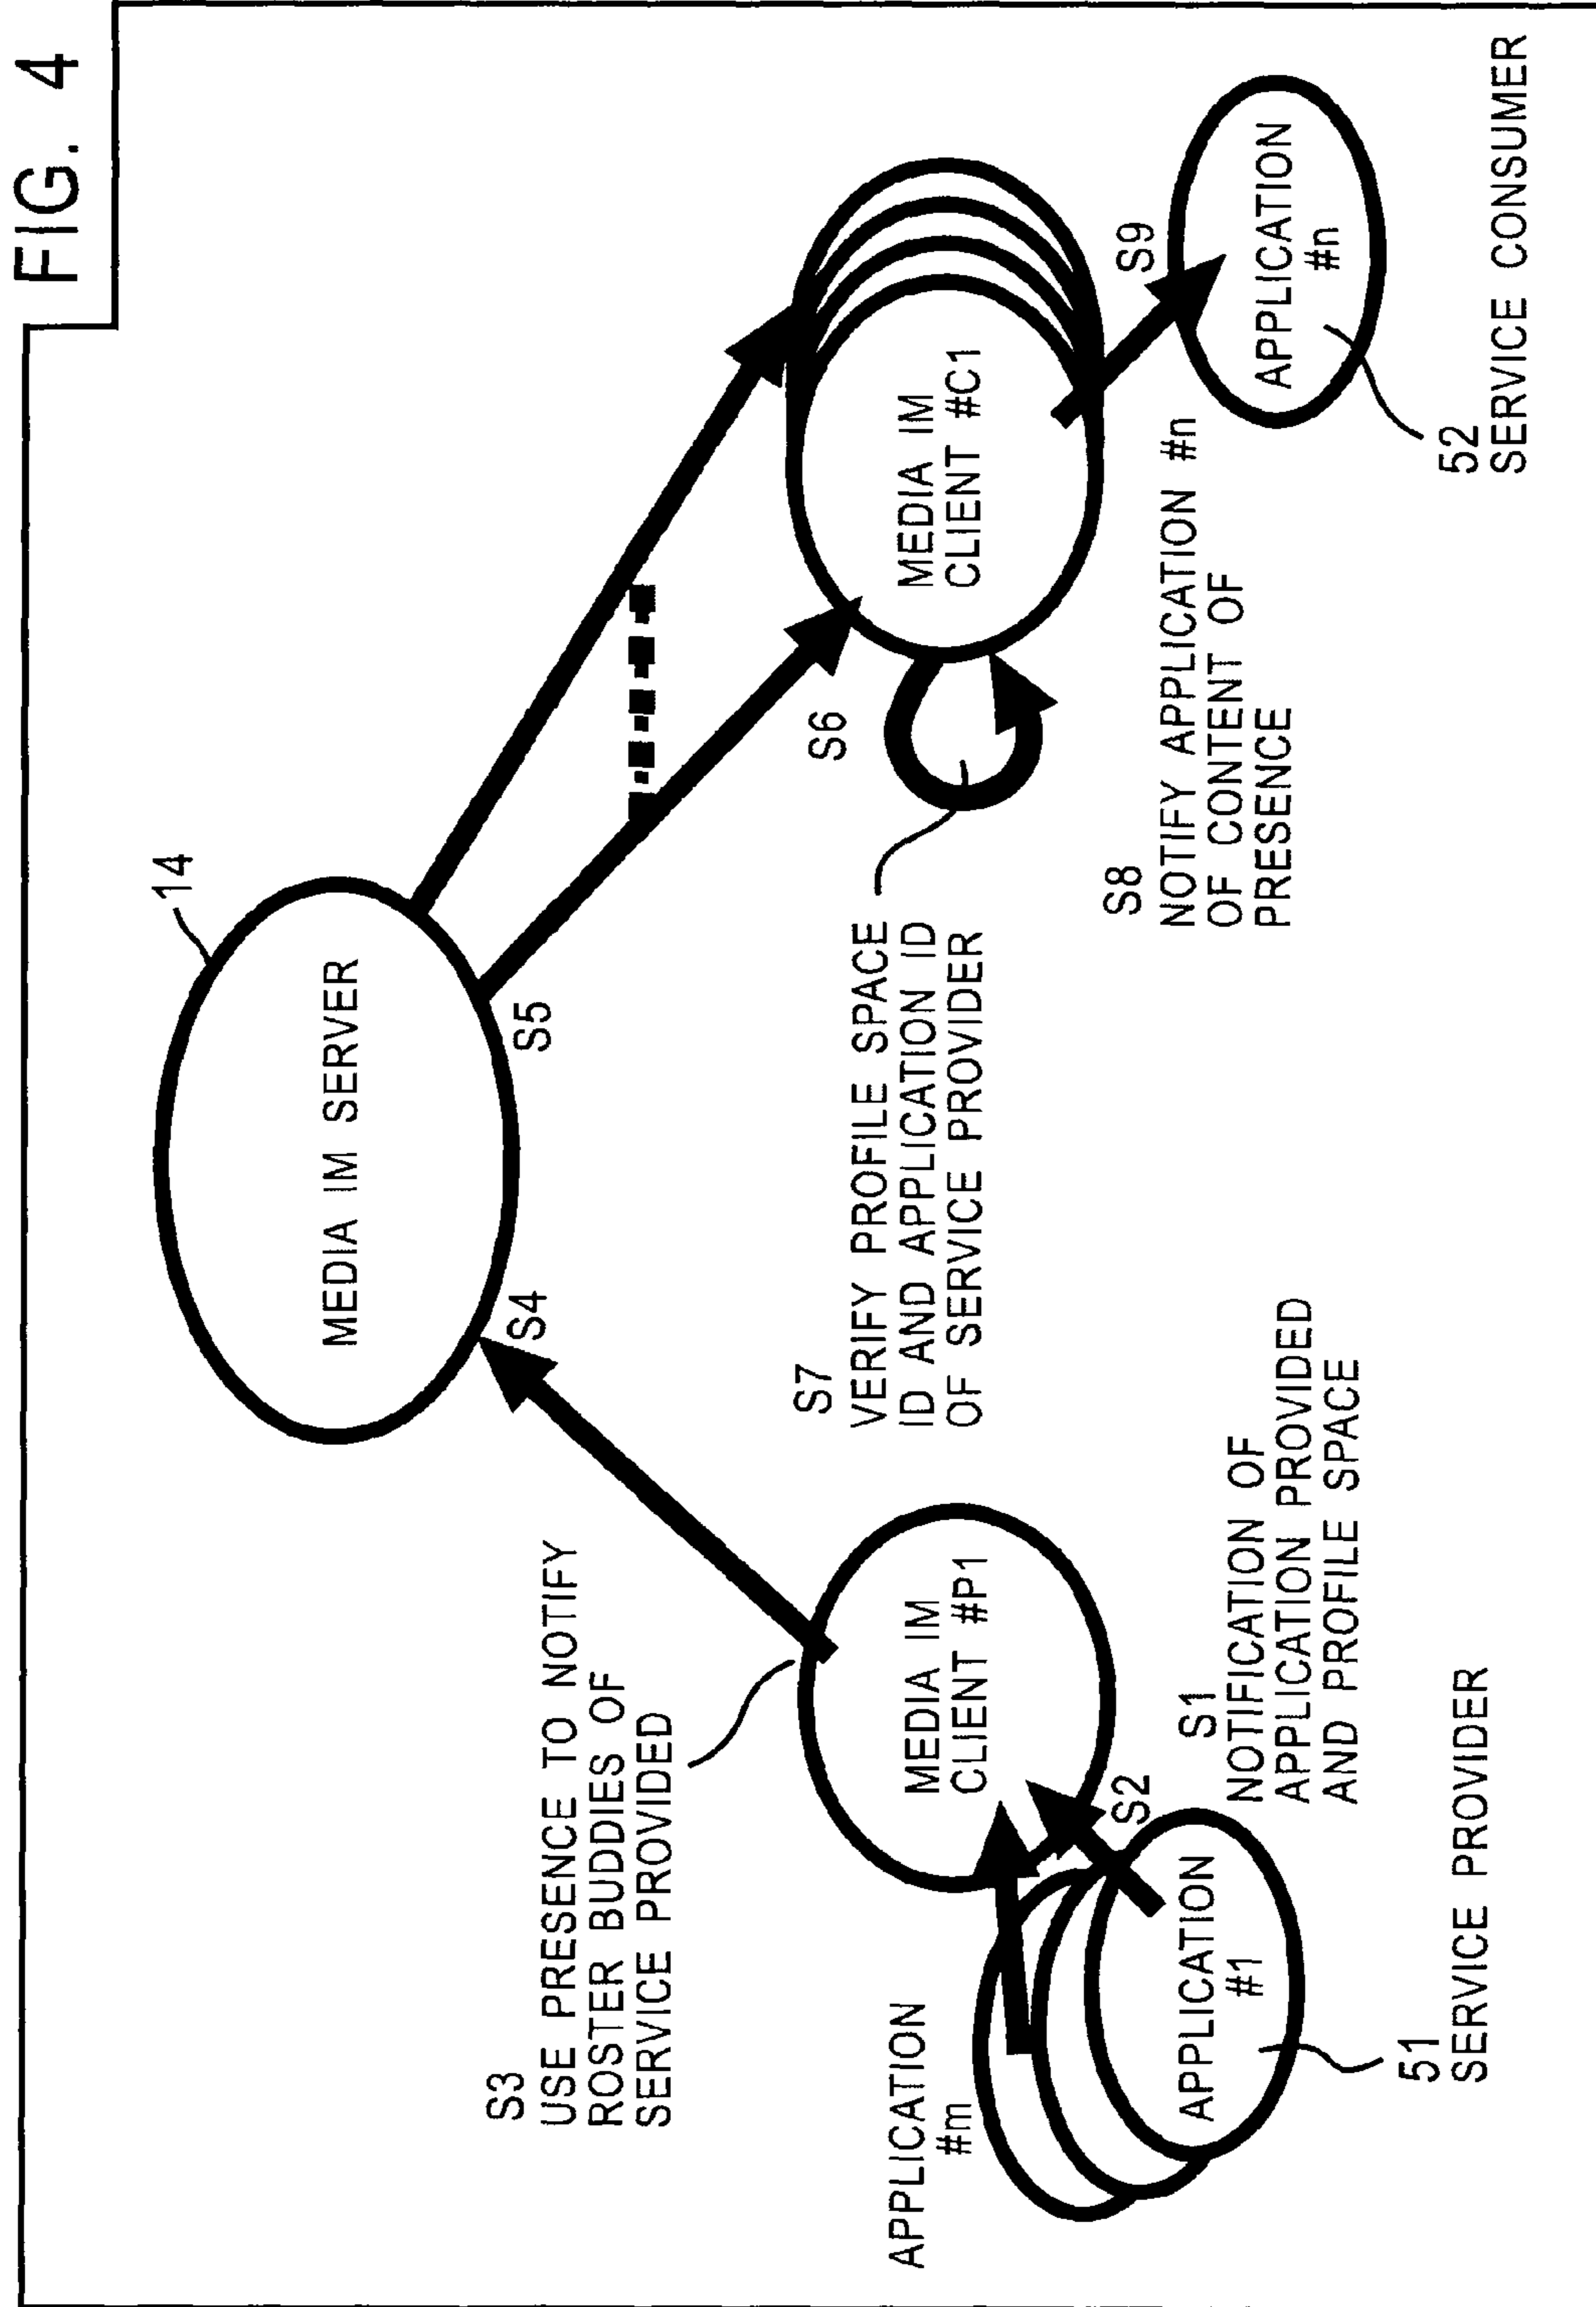 FIG. 4
14
MEDIA IM SERVER
S4
S5
S3
USE PRESENCE TO NOTIFY
ROSTER BUDDIES OF
SERVICE PROVIDED
S7
VERIFY PROFILE SPACE
ID AND APPLICATION ID
OF SERVICE PROVIDER
S6
MEDIA IM
CLIENT #C1
APPLICATION
#m
MEDIA IM
CLIENT #P1
S2
S1
NOTIFICATION OF
APPLICATION PROVIDED
AND PROFILE SPACE
APPLICATION
#1
51
SERVICE PROVIDER
S8
NOTIFY APPLICATION #n
OF CONTENT OF
PRESENCE
S9
APPLICATION
#n
52
SERVICE CONSUMER